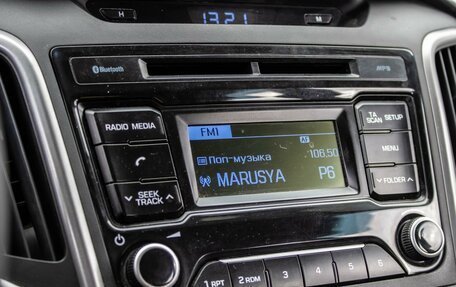 H 13:21 M
Bluetooth MP3
RADIO MEDIA
SEEK TRACK
FM1 AF
Поп-музыка 106.50
MARUSYA P6
TA SCAN SETUP
MENU
FOLDER
1 RPT 2 RDM 3 4 5 6